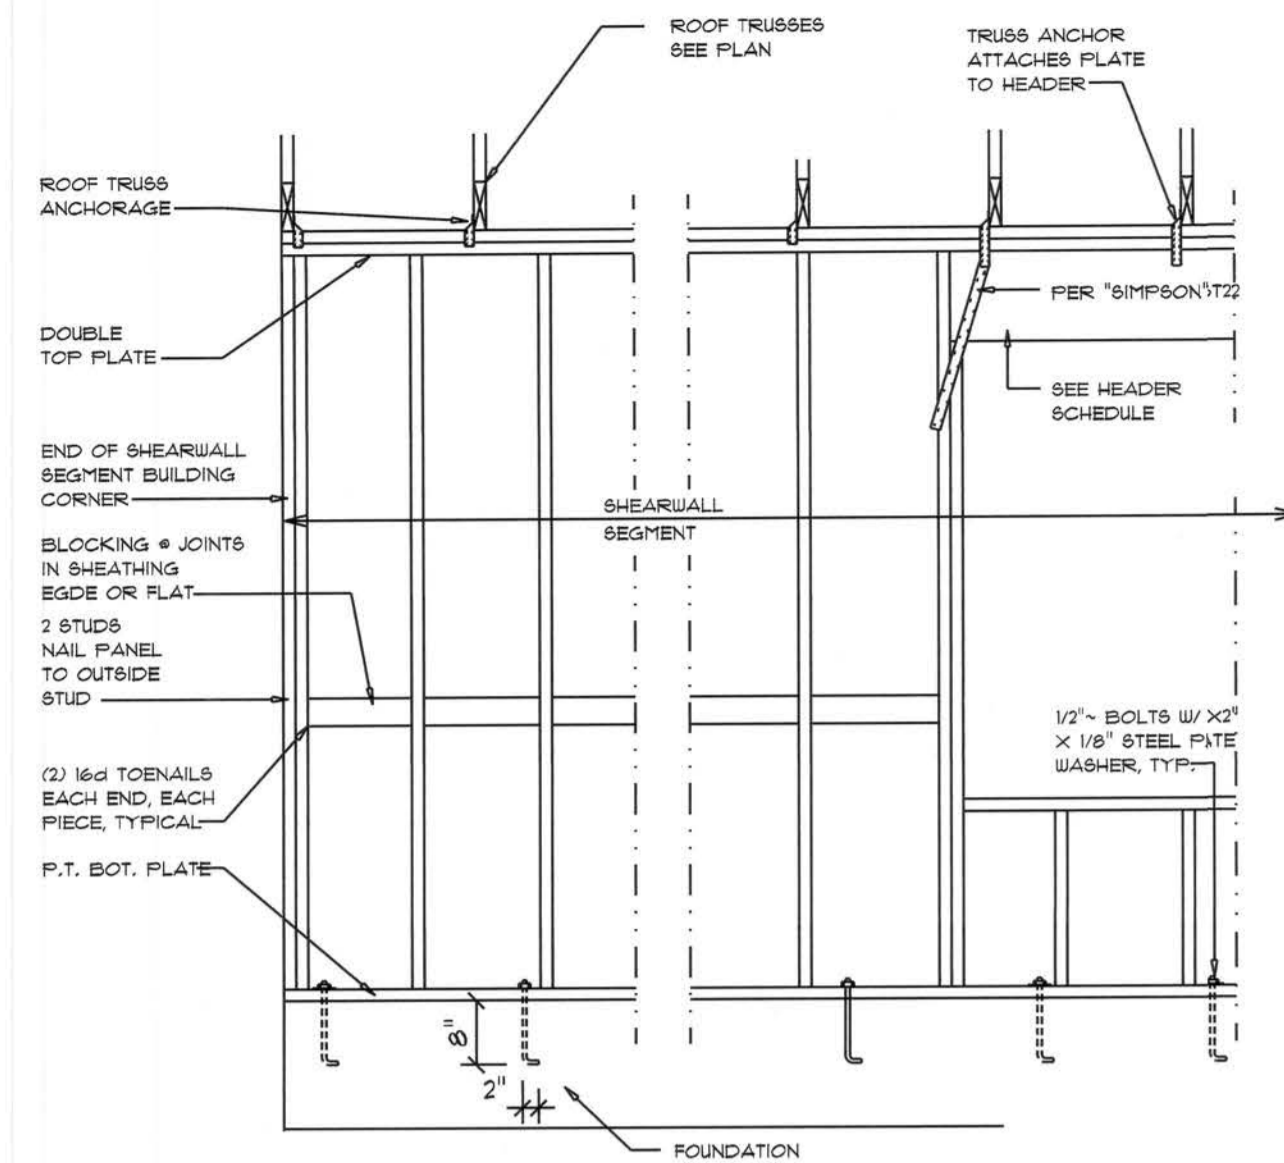 ROOF TRUSSES
SEE PLAN
TRUSS ANCHOR
ATTACHES PLATE
TO HEADER
ROOF TRUSS
ANCHORAGE
PER "SIMPSON"
DOUBLE
TOP PLATE
SEE HEADER
SCHEDULE
END OF SHEARWALL
SEGMENT BUILDING
CORNER
SHEARWALL
SEGMENT
BLOCKING @ JOINTS
IN SHEATHING
EGDE OR FLAT
2 STUDS
NAIL PANEL
TO OUTSIDE
STUD
1/2"~ BOLTS W/ X2"
X 1/8" STEEL
WASHER, TYP.
(2) 16d TOENAILS
EACH END, EACH
PIECE, TYPICAL
P.T. BOT. PLATE
8"
2"
FOUNDATION